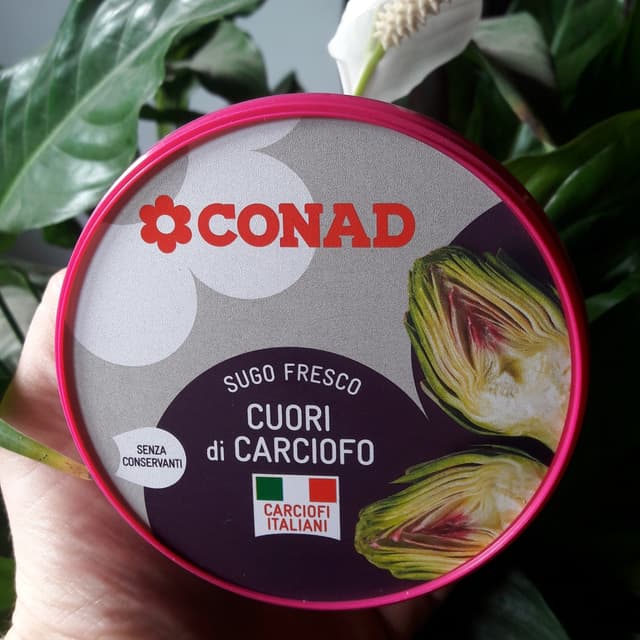 CONAD
SUGO FRESCO
CUORI
di CARCIOFO
SENZA
CONSERVANTI
CARCIOFI
ITALIANI